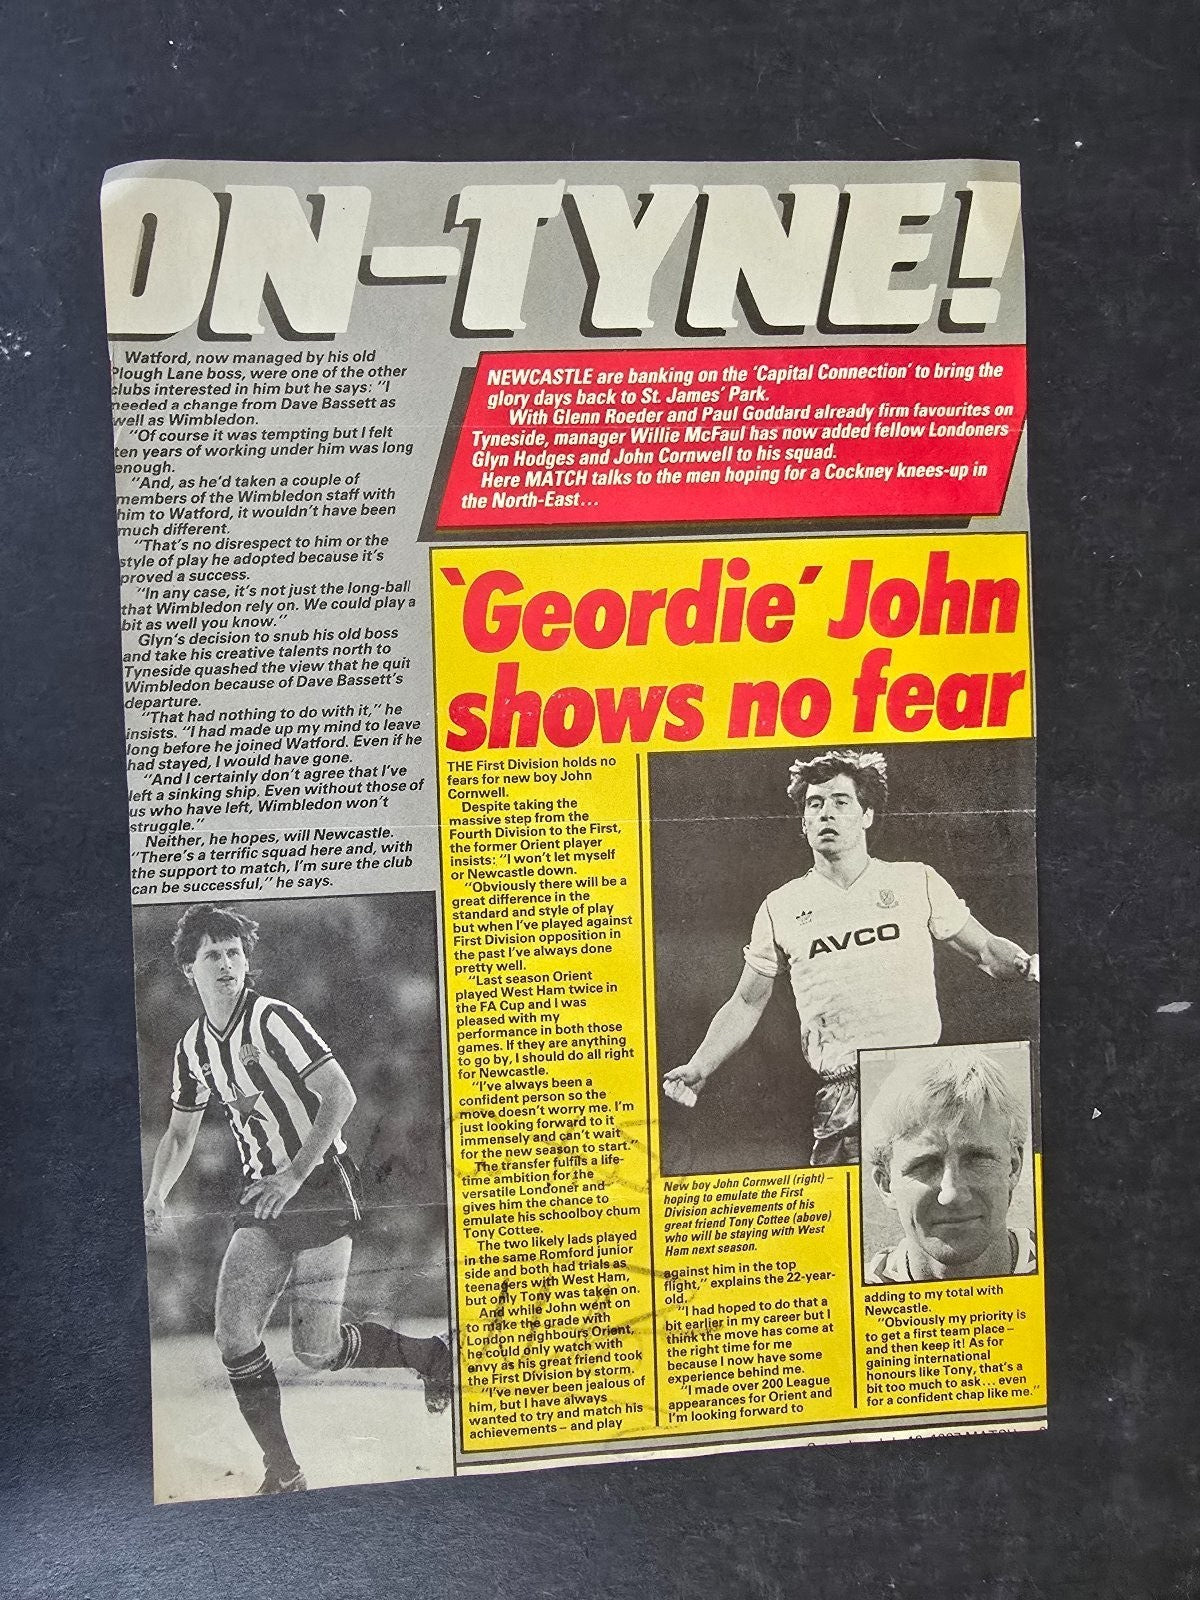 ON-TYNE!
Watford, now managed by his old
Plough Lane boss, were one of the other
clubs interested in him but he says: "I
needed a change from Dave Bassett as
well as Wimbledon.
"Of course it was tempting but I felt
ten years of working under him was long
enough.
"And, as he'd taken a couple of
members of the Wimbledon staff with
him to Watford, it wouldn't have been
much different.
"That's no disrespect to him or the
style of play he adopted because it's
proved a success.
"In any case, it's not just the long-ball
that Wimbledon rely on. We could play a
bit as well you know."
Glyn's decision to snub his old boss
and take his creative talents north to
Tyneside quashed the view that he quit
Wimbledon because of Dave Bassett's
departure.
"That had nothing to do with it," he
insists. "I had made up my mind to leave
long before he joined Watford. Even if he
had stayed, I would have gone.
"And I certainly don't agree that I've
left a sinking ship. Even without those of
us who have left, Wimbledon won't
struggle."
Neither, he hopes, will Newcastle.
"There's a terrific squad here and, with
the support to match, I'm sure the club
can be successful," he says.
NEWCASTLE are banking on the 'Capital Connection' to bring the
glory days back to St. James' Park.
With Glenn Roeder and Paul Goddard already firm favourites on
Tyneside, manager Willie McFaul has now added fellow Londoners
Glyn Hodges and John Cornwell to his squad.
Here MATCH talks to the men hoping for a Cockney knees-up in
the North-East...
'Geordie' John
shows no fear
THE First Division holds no
fears for new boy John
Cornwell.
Despite taking the
massive step from the
Fourth Division to the First,
the former Orient player
insists: "I won't let myself
or Newcastle down.
"Obviously there will be a
great difference in the
standard and style of play
but when I've played against
First Division opposition in
the past I've always done
pretty well.
"Last season Orient
played West Ham twice in
the FA Cup and I was
pleased with my
performance in both those
games. If they are anything
to go by, I should do all right
for Newcastle.
"I've always been a
confident person so the
move doesn't worry me. I'm
just looking forward to it
immensely and can't wait
for the new season to start."
The transfer fulfils a life-
time ambition for the
versatile Londoner and
gives him the chance to
emulate his schoolboy chum
Tony Cottee.
The two likely lads played
in the same Romford junior
side and both had trials as
teenagers with West Ham,
but only Tony was taken on.
And while John went on
to make the grade with
London neighbours Orient,
he could only watch with
envy as his great friend took
the First Division by storm.
"I've never been jealous of
him, but I have always
wanted to try and match his
achievements – and play
AVCO
New boy John Cornwell (right) –
hoping to emulate the First
Division achievements of his
great friend Tony Cottee (above)
who will be staying with West
Ham next season.
against him in the top
flight," explains the 22-year-
old.
"I had hoped to do that a
bit earlier in my career but I
think the move has come at
the right time for me
because I now have some
experience behind me.
"I made over 200 League
appearances for Orient and
I'm looking forward to
adding to my total with
Newcastle.
"Obviously my priority is
to get a first team place –
and then keep it! As for
gaining international
honours like Tony, that's a
bit too much to ask... even
for a confident chap like me."